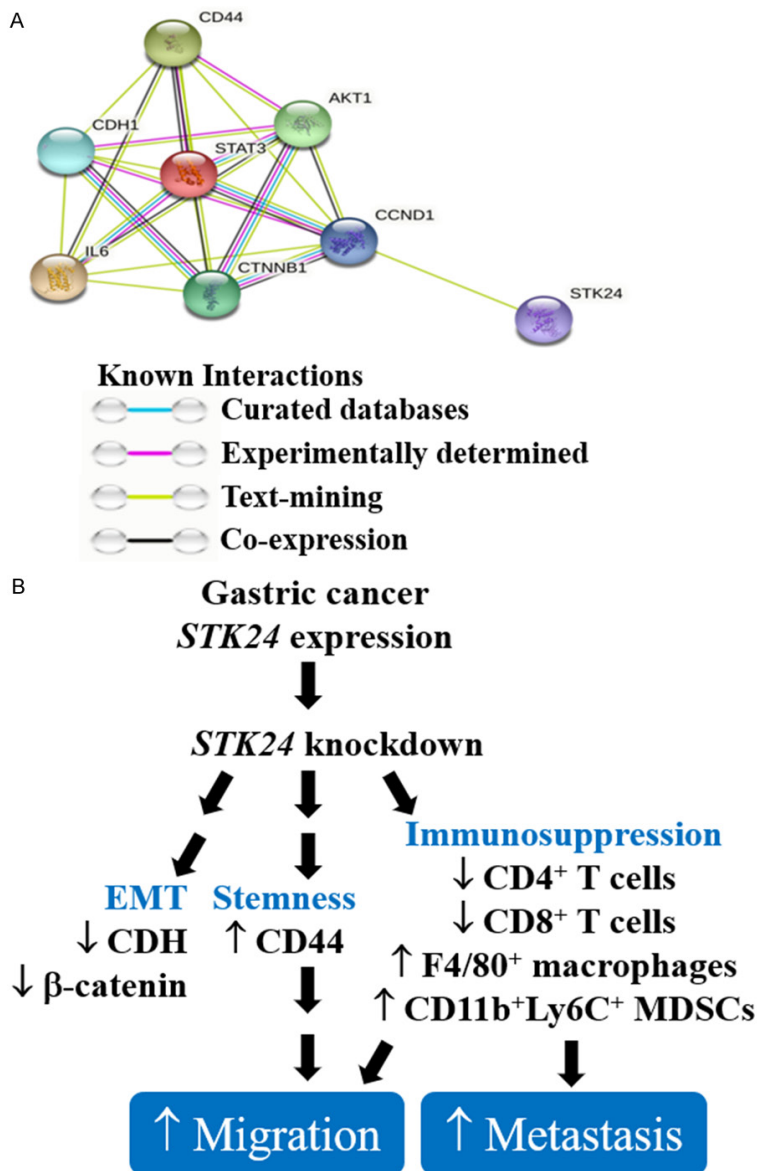 A
CD44
AKT1
CDH1
STAT3
CCND1
IL6
CTNNB1
STK24
Known Interactions
Curated databases
Experimentally determined
Text-mining
Co-expression
B
Gastric cancer
STK24 expression
STK24 knockdown
Immunosuppression
↓ CD4⁺ T cells
↓ CD8⁺ T cells
↑ F4/80⁺ macrophages
↑ CD11b⁺Ly6C⁺ MDSCs
EMT
↓ CDH
↓ β-catenin
Stemness
↑ CD44
↑ Migration
↑ Metastasis